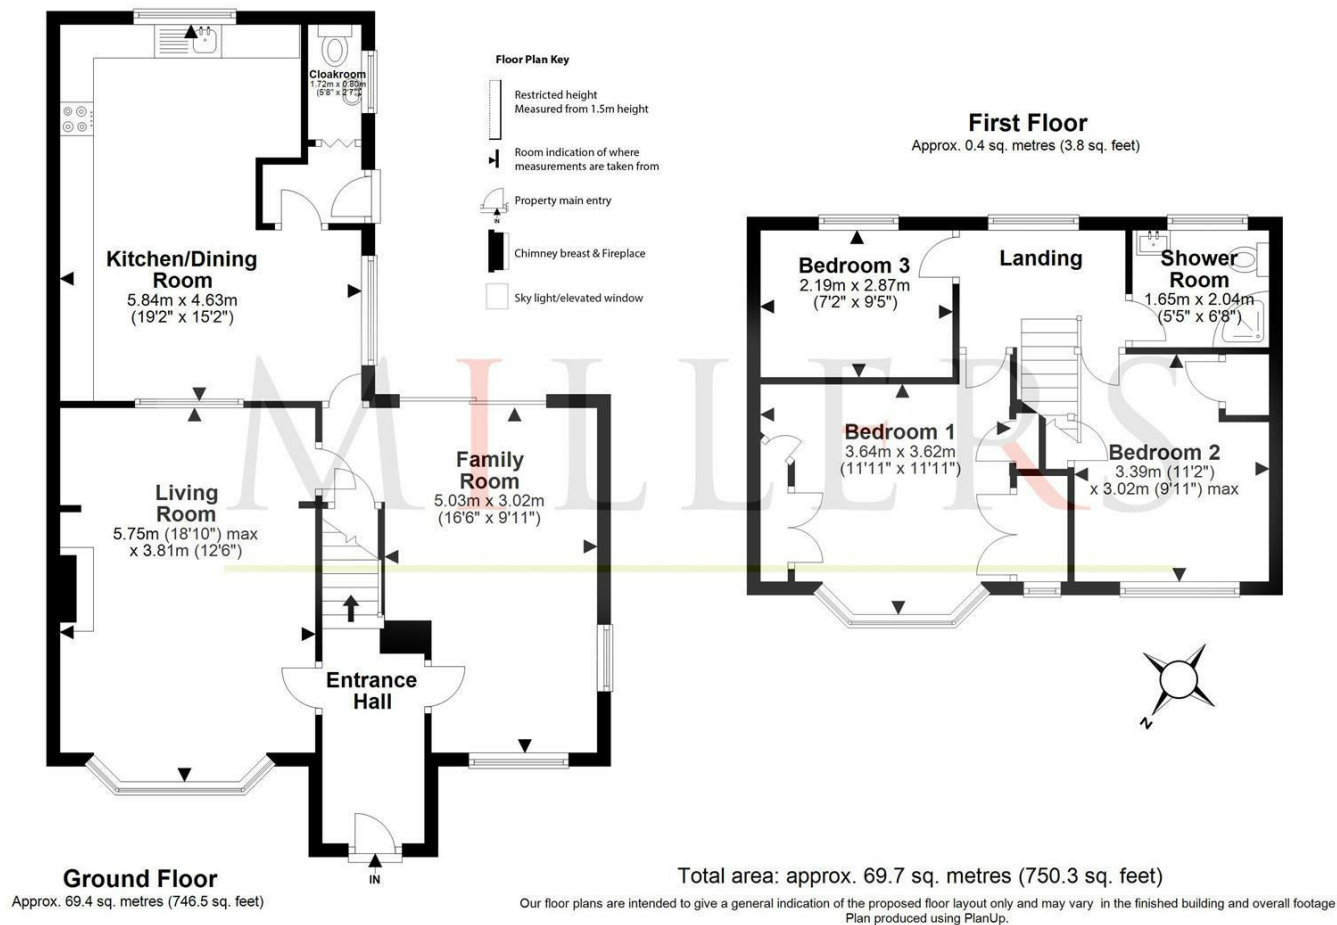 Cloakroom
1.72m x 0.80m
(5'8" x 2'7")
Kitchen/Dining
Room
5.84m x 4.63m
(19'2" x 15'2")
Living
Room
5.75m (18'10") max
x 3.81m (12'6")
Family
Room
5.03m x 3.02m
(16'6" x 9'11")
Entrance
Hall
IN
Ground Floor
Approx. 69.4 sq. metres (746.5 sq. feet)
Floor Plan Key
Restricted height
Measured from 1.5m height
Room indication of where
measurements are taken from
Property main entry
IN
Chimney breast & Fireplace
Sky light/elevated window
First Floor
Approx. 0.4 sq. metres (3.8 sq. feet)
Bedroom 3
2.19m x 2.87m
(7'2" x 9'5")
Landing
Shower
Room
1.65m x 2.04m
(5'5" x 6'8")
Bedroom 1
3.64m x 3.62m
(11'11" x 11'11")
Bedroom 2
3.39m (11'2")
x 3.02m (9'11") max
MILLERS
N
Total area: approx. 69.7 sq. metres (750.3 sq. feet)
Our floor plans are intended to give a general indication of the proposed floor layout only and may vary in the finished building and overall footage
Plan produced using PlanUp.